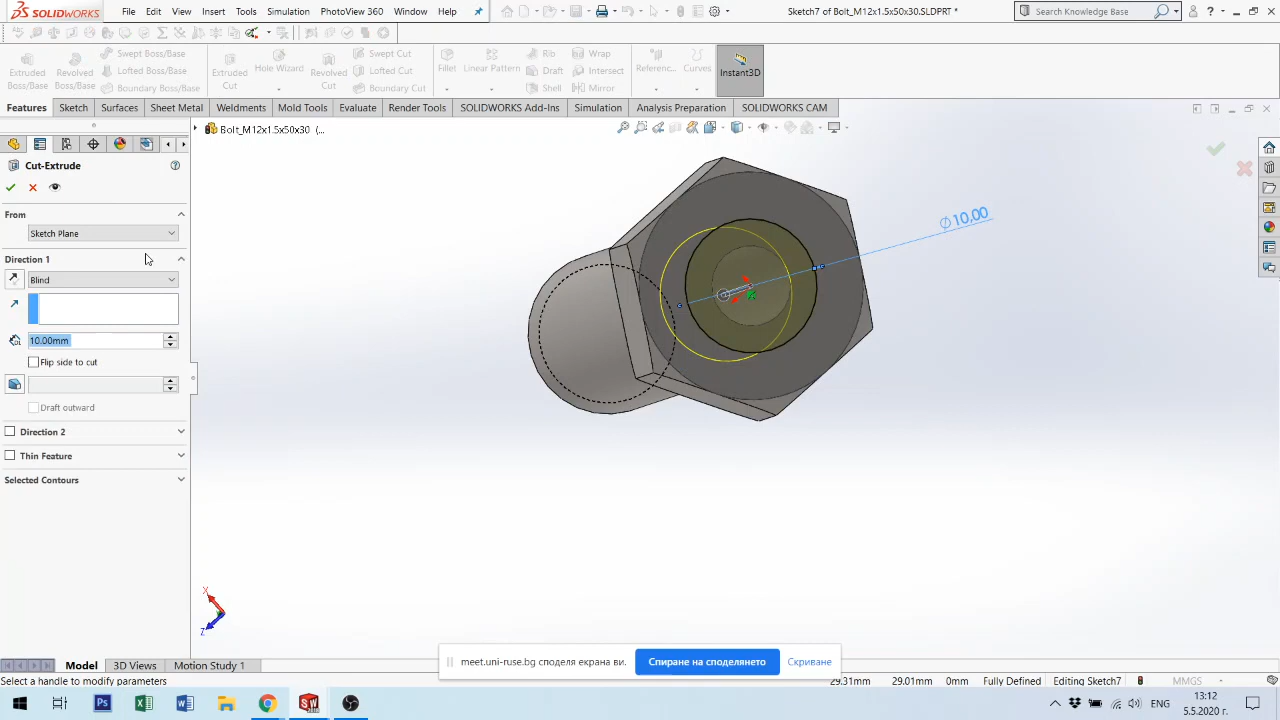 SOLIDWORKS File Edit View Insert Tools Simulation PhotoView 360 Window Help Sketch7 of Bolt_M12x1.5x50x30.SLDPRT * Search Knowledge Base
Extruded Boss/Base
Revolved Boss/Base
Swept Boss/Base
Lofted Boss/Base
Boundary Boss/Base
Extruded Cut
Hole Wizard
Revolved Cut
Swept Cut
Lofted Cut
Boundary Cut
Fillet
Linear Pattern
Rib
Draft
Shell
Wrap
Intersect
Mirror
Referenc...
Curves
Instant3D
Features Sketch Surfaces Sheet Metal Weldments Mold Tools Evaluate Render Tools SOLIDWORKS Add-Ins Simulation Analysis Preparation SOLIDWORKS CAM
Bolt_M12x1.5x50x30 (...
Cut-Extrude
From
Sketch Plane
Direction 1
Blind
10.00mm
Flip side to cut
Draft outward
Direction 2
Thin Feature
Selected Contours
∅10,00
X
Z
meet.uni-ruse.bg споделя екрана ви. Спиране на споделянето Скриване
Model 3D Views Motion Study 1
Select a handle to modify parameters 29.31mm 29.01mm 0mm Fully Defined Editing Sketch7 MMGS
ENG
13:12
5.5.2020 г.